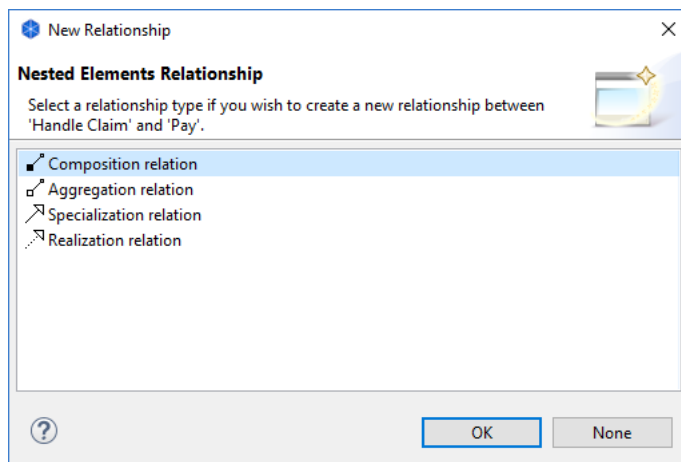 New Relationship
Nested Elements Relationship
Select a relationship type if you wish to create a new relationship between
'Handle Claim' and 'Pay'.
Composition relation
Aggregation relation
Specialization relation
Realization relation
?
OK
None